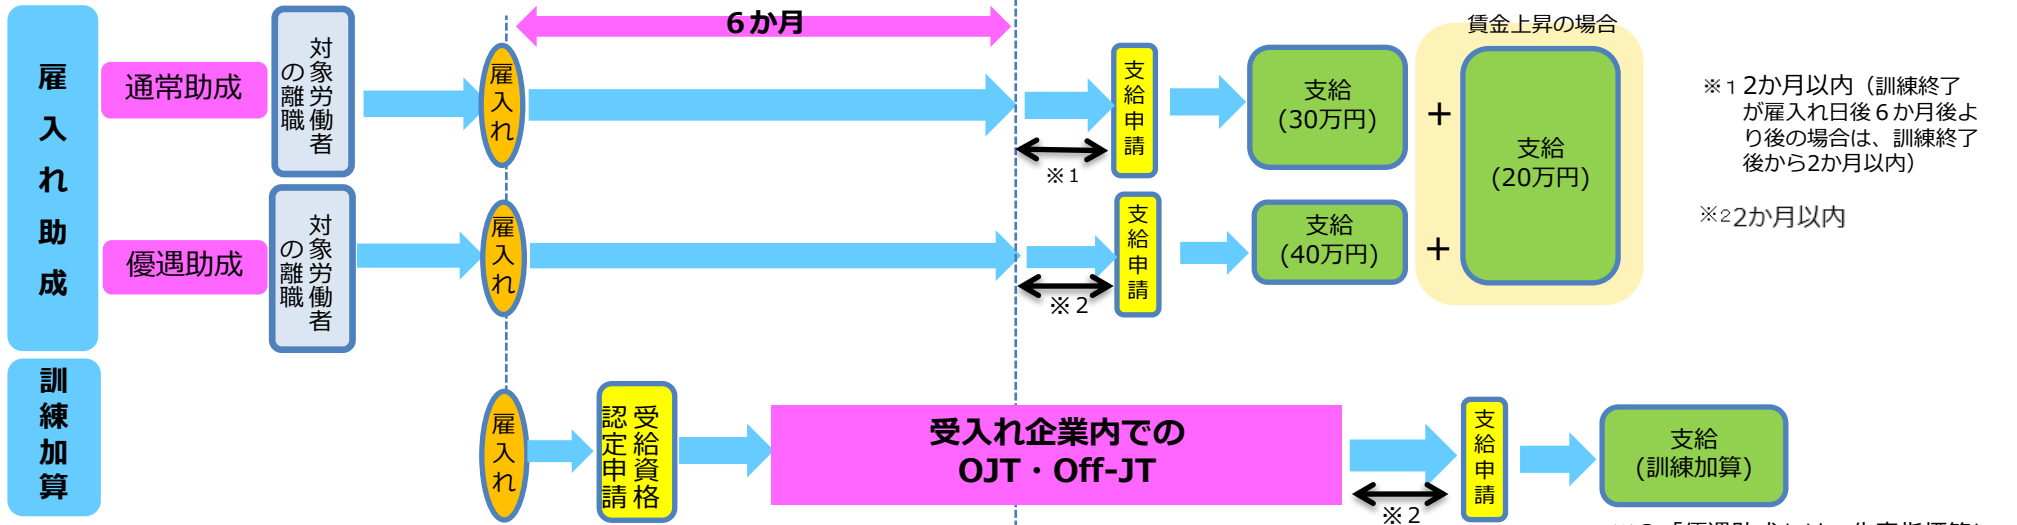 6か月
賃金上昇の場合
雇入れ助成
通常助成
対象労働者
の離職
雇入れ
※1
支給申請
支給
(30万円)
+
支給
(20万円)
※1 2か月以内（訓練終了
が雇入れ日後６か月後よ
り後の場合は、訓練終了
後から2か月以内）
※2 2か月以内
優遇助成
対象労働者
の離職
雇入れ
※2
支給申請
支給
(40万円)
+
訓練加算
雇入れ
受給資格
認定申請
受入れ企業内での
OJT・Off-JT
※2
支給申請
支給
(訓練加算)